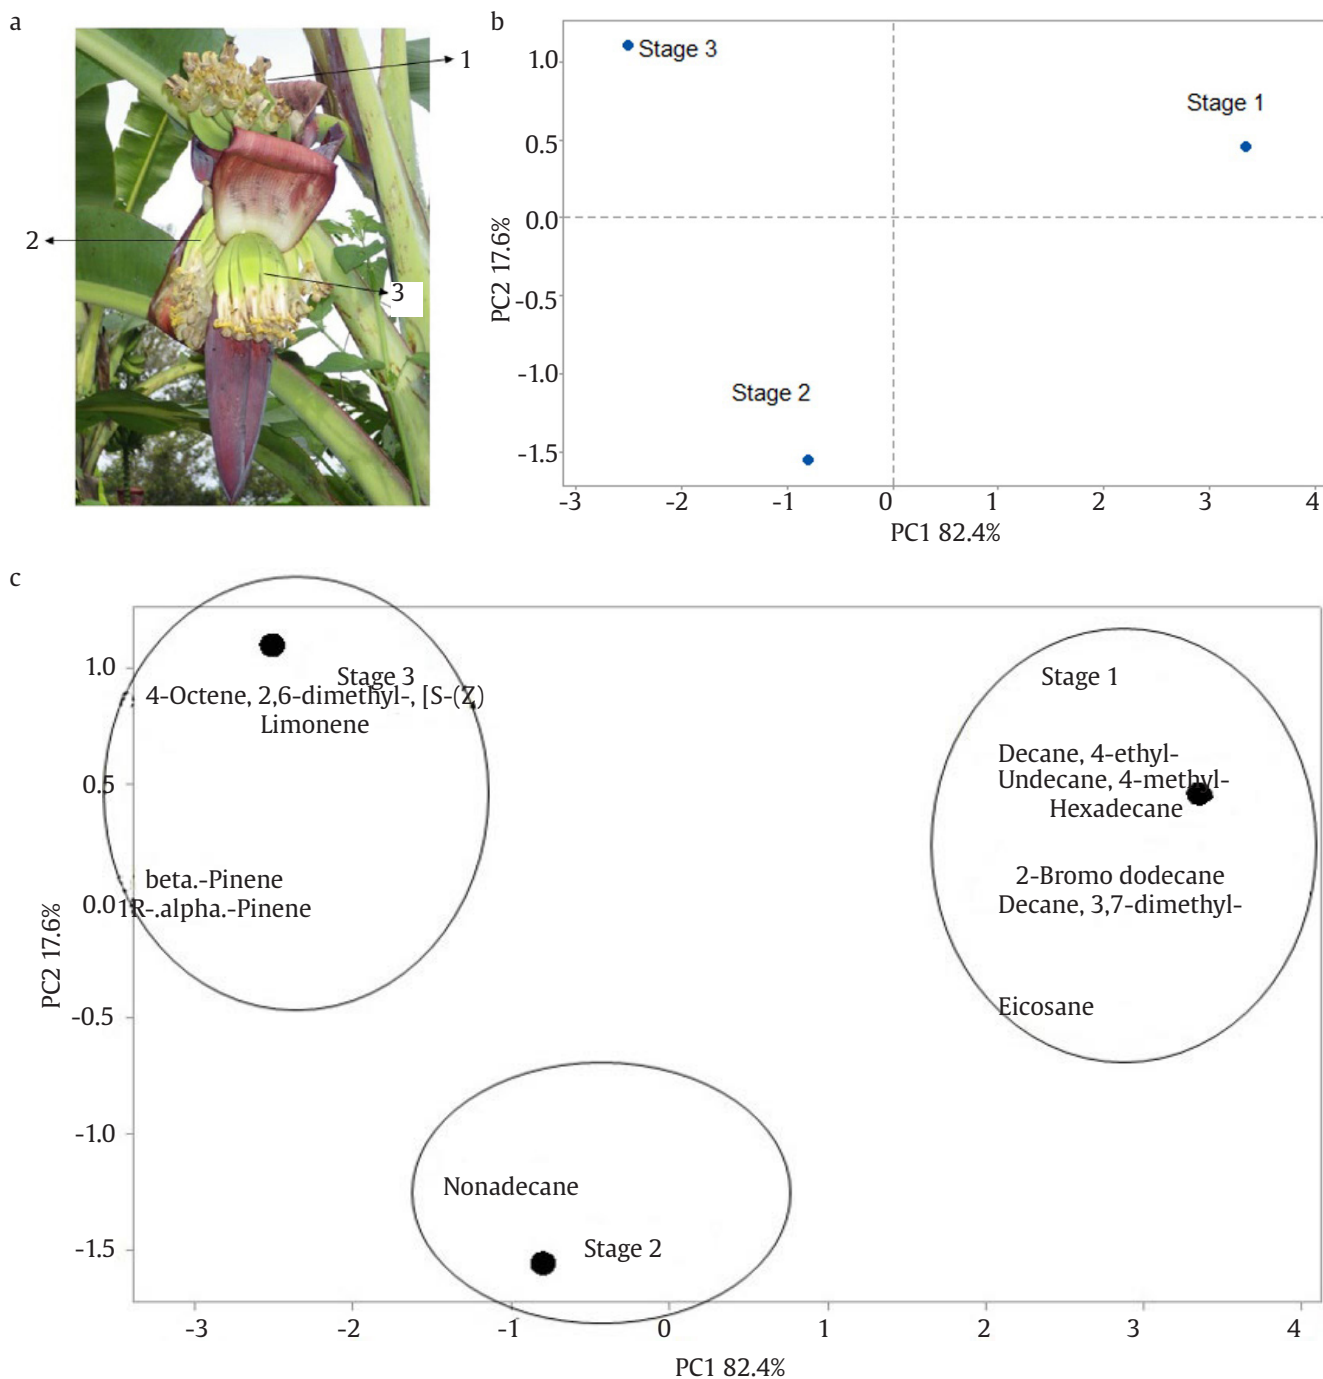 a
1
2
3
b
Stage 3
Stage 1
Stage 2
1.0
0.5
0.0
-0.5
-1.0
-1.5
PC2 17.6%
-3 -2 -1 0 1 2 3 4
PC1 82.4%
c
Stage 3
4-Octene, 2,6-dimethyl-, [S-(Z)
Limonene
beta.-Pinene
1R-.alpha.-Pinene
Stage 1
Decane, 4-ethyl-
Undecane, 4-methyl-
Hexadecane
2-Bromo dodecane
Decane, 3,7-dimethyl-
Eicosane
Nonadecane
Stage 2
1.0
0.5
0.0
-0.5
-1.0
-1.5
PC2 17.6%
-3 -2 -1 0 1 2 3 4
PC1 82.4%